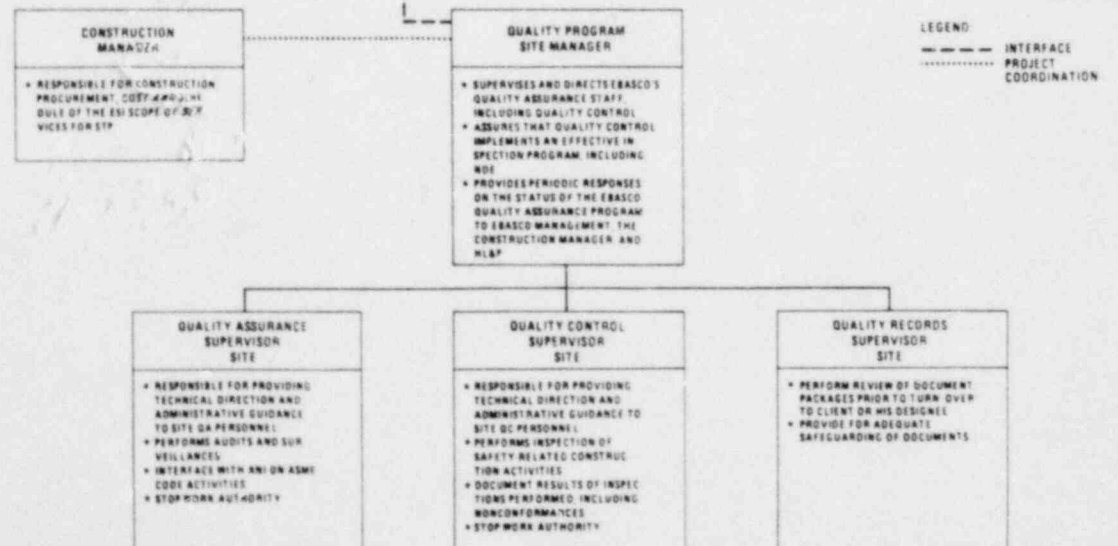 CONSTRUCTION
MANAGER
* RESPONSIBLE FOR CONSTRUCTION
PROCUREMENT, COST AND SCHE
DULE OF THE ESI SCOPE OF SER
VICES FOR STP
QUALITY PROGRAM
SITE MANAGER
* SUPERVISES AND DIRECTS EBASCO'S
QUALITY ASSURANCE STAFF,
INCLUDING QUALITY CONTROL
* ASSURES THAT QUALITY CONTROL
IMPLEMENTS AN EFFECTIVE IN
SPECTION PROGRAM, INCLUDING
NDE
* PROVIDES PERIODIC RESPONSES
ON THE STATUS OF THE EBASCO
QUALITY ASSURANCE PROGRAM
TO EBASCO MANAGEMENT, THE
CONSTRUCTION MANAGER, AND
HL&P
LEGEND:
INTERFACE
PROJECT
COORDINATION
QUALITY ASSURANCE
SUPERVISOR
SITE
* RESPONSIBLE FOR PROVIDING
TECHNICAL DIRECTION AND
ADMINISTRATIVE GUIDANCE
TO SITE QA PERSONNEL
* PERFORMS AUDITS AND SUR
VEILLANCES
* INTERFACE WITH ANI ON ASME
CODE ACTIVITIES
* STOP WORK AUTHORITY
QUALITY CONTROL
SUPERVISOR
SITE
* RESPONSIBLE FOR PROVIDING
TECHNICAL DIRECTION AND
ADMINISTRATIVE GUIDANCE TO
SITE QC PERSONNEL
* PERFORMS INSPECTION OF
SAFETY RELATED CONSTRUC
TION ACTIVITIES
* DOCUMENT RESULTS OF INSPEC
TIONS PERFORMED, INCLUDING
NONCONFORMANCES
* STOP WORK AUTHORITY
QUALITY RECORDS
SUPERVISOR
SITE
* PERFORM REVIEW OF DOCUMENT
PACKAGES PRIOR TO TURN OVER
TO CLIENT OR HIS DESIGNEE
* PROVIDE FOR ADEQUATE
SAFEGUARDING OF DOCUMENTS